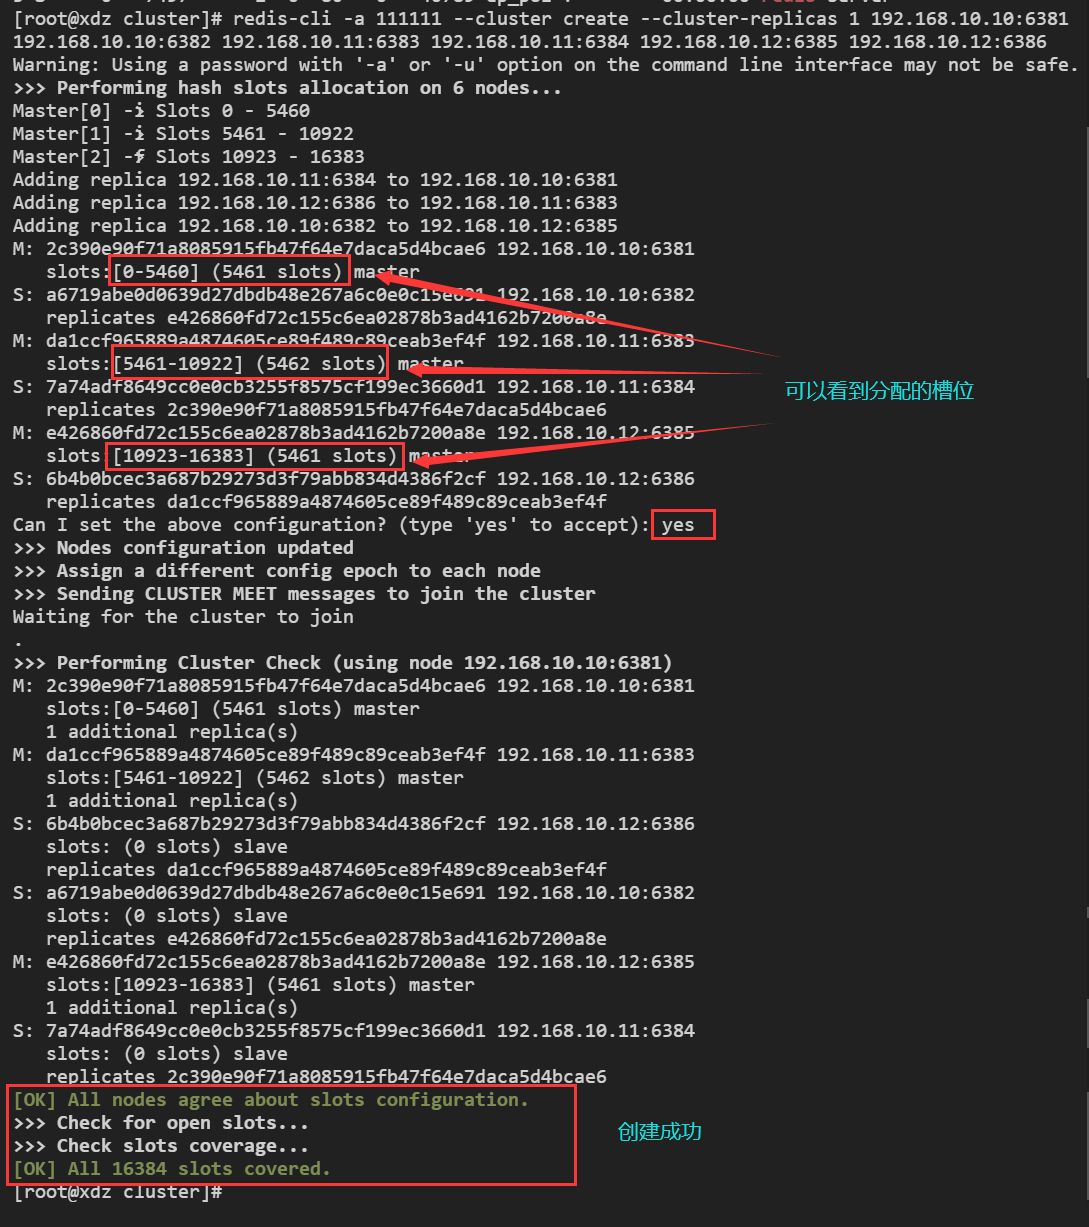 [root@xdz cluster]# redis-cli -a 111111 --cluster create --cluster-replicas 1 192.168.10.10:6381
192.168.10.10:6382 192.168.10.11:6383 192.168.10.11:6384 192.168.10.12:6385 192.168.10.12:6386
Warning: Using a password with '-a' or '-u' option on the command line interface may not be safe.
>>> Performing hash slots allocation on 6 nodes...
Master[0] -> Slots 0 - 5460
Master[1] -> Slots 5461 - 10922
Master[2] -> Slots 10923 - 16383
Adding replica 192.168.10.11:6384 to 192.168.10.10:6381
Adding replica 192.168.10.12:6386 to 192.168.10.11:6383
Adding replica 192.168.10.10:6382 to 192.168.10.12:6385
M: 2c390e90f71a8085915fb47f64e7daca5d4bcae6 192.168.10.10:6381
slots:[0-5460] (5461 slots) master
S: a6719abe0d0639d27dbdb48e267a6c0e0c15e691 192.168.10.10:6382
replicates e426860fd72c155c6ea02878b3ad4162b7200a8e
M: da1ccf965889a4874605ce89f489c89ceab3ef4f 192.168.10.11:6383
slots:[5461-10922] (5462 slots) master
可以看到分配的槽位
S: 7a74adf8649cc0e0cb3255f8575cf199ec3660d1 192.168.10.11:6384
replicates 2c390e90f71a8085915fb47f64e7daca5d4bcae6
M: e426860fd72c155c6ea02878b3ad4162b7200a8e 192.168.10.12:6385
slots:[10923-16383] (5461 slots) master
S: 6b4b0bcec3a687b29273d3f79abb834d4386f2cf 192.168.10.12:6386
replicates da1ccf965889a4874605ce89f489c89ceab3ef4f
Can I set the above configuration? (type 'yes' to accept): yes
>>> Nodes configuration updated
>>> Assign a different config epoch to each node
>>> Sending CLUSTER MEET messages to join the cluster
Waiting for the cluster to join
.
>>> Performing Cluster Check (using node 192.168.10.10:6381)
M: 2c390e90f71a8085915fb47f64e7daca5d4bcae6 192.168.10.10:6381
slots:[0-5460] (5461 slots) master
1 additional replica(s)
M: da1ccf965889a4874605ce89f489c89ceab3ef4f 192.168.10.11:6383
slots:[5461-10922] (5462 slots) master
1 additional replica(s)
S: 6b4b0bcec3a687b29273d3f79abb834d4386f2cf 192.168.10.12:6386
slots: (0 slots) slave
replicates da1ccf965889a4874605ce89f489c89ceab3ef4f
S: a6719abe0d0639d27dbdb48e267a6c0e0c15e691 192.168.10.10:6382
slots: (0 slots) slave
replicates e426860fd72c155c6ea02878b3ad4162b7200a8e
M: e426860fd72c155c6ea02878b3ad4162b7200a8e 192.168.10.12:6385
slots:[10923-16383] (5461 slots) master
1 additional replica(s)
S: 7a74adf8649cc0e0cb3255f8575cf199ec3660d1 192.168.10.11:6384
slots: (0 slots) slave
replicates 2c390e90f71a8085915fb47f64e7daca5d4bcae6
[OK] All nodes agree about slots configuration.
>>> Check for open slots...
创建成功
>>> Check slots coverage...
[OK] All 16384 slots covered.
[root@xdz cluster]#